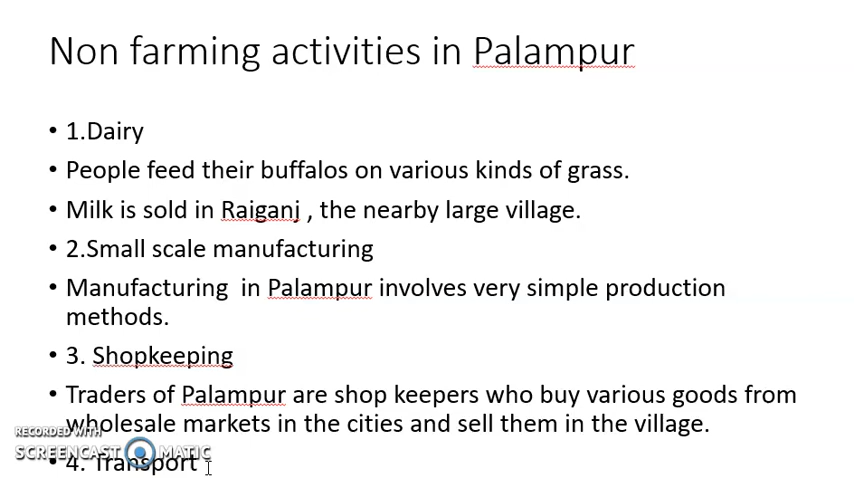 Non farming activities in Palampur
• 1.Dairy
• People feed their buffalos on various kinds of grass.
• Milk is sold in Raiganj , the nearby large village.
• 2.Small scale manufacturing
• Manufacturing  in Palampur involves very simple production
methods.
• 3. Shopkeeping
• Traders of Palampur are shop keepers who buy various goods from
wholesale markets in the cities and sell them in the village.
RECORDED WITH
SCREENCAST MATIC
• 4. Transport